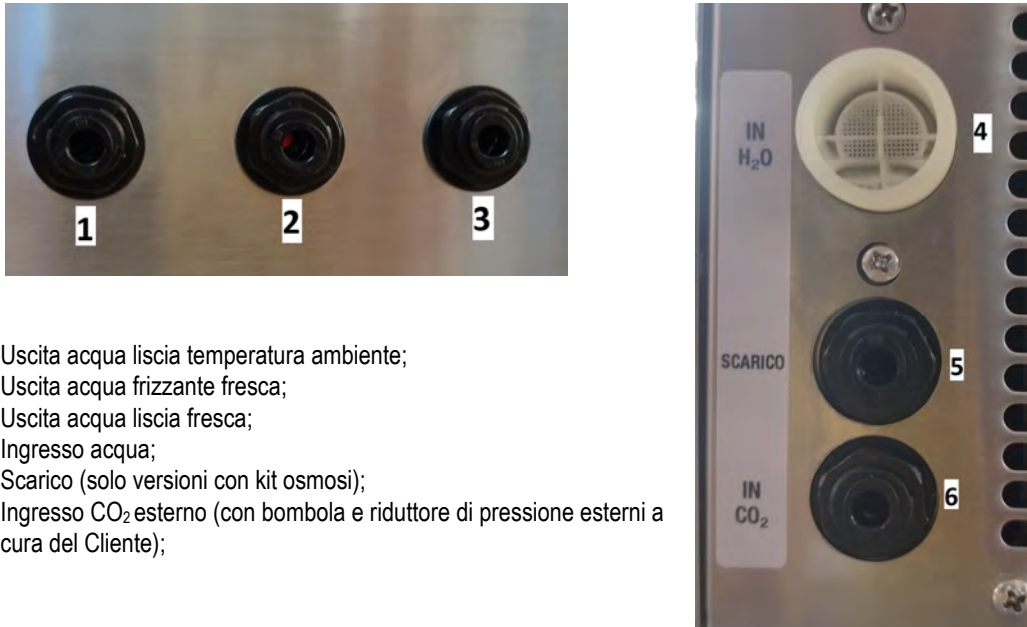 1
2
3
Uscita acqua liscia temperatura ambiente;
Uscita acqua frizzante fresca;
Uscita acqua liscia fresca;
Ingresso acqua;
Scarico (solo versioni con kit osmosi);
Ingresso CO₂ esterno (con bombola e riduttore di pressione esterni a
cura del Cliente);
IN
H₂O
4
SCARICO
5
IN
CO₂
6